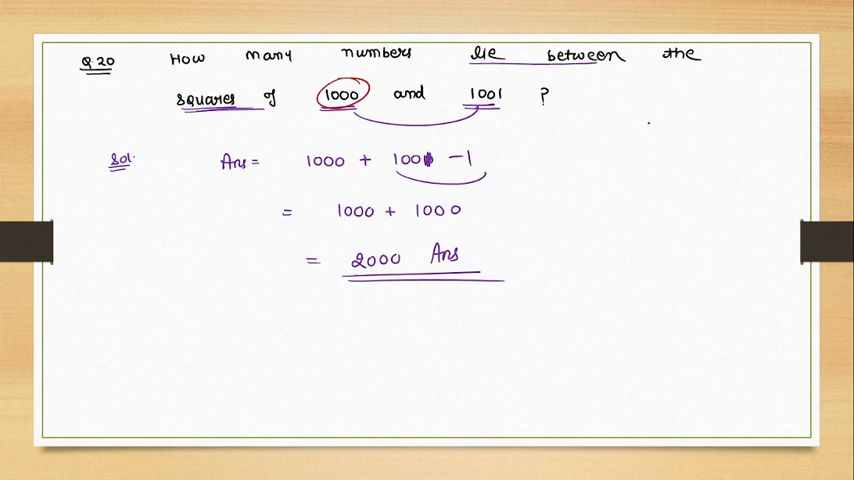 Q.20 How many numbers lie between the
squares of 1000 and 1001 ?
Sol. Ans = 1000 + 1001 - 1
= 1000 + 1000
= 2000 Ans